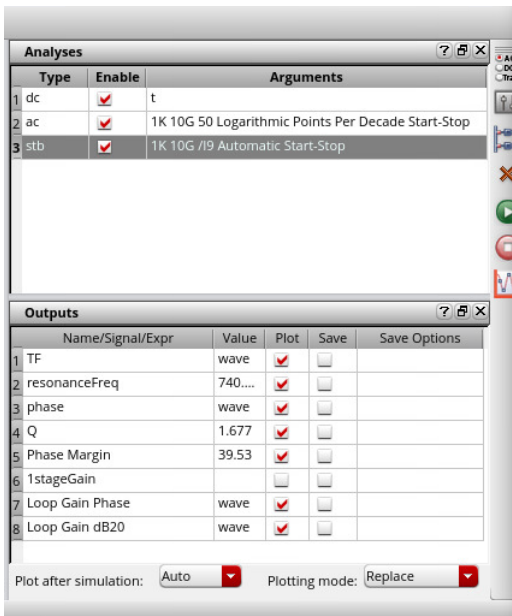 Analyses
Type Enable Arguments
1 dc t
2 ac 1K 10G 50 Logarithmic Points Per Decade Start-Stop
3 stb 1K 10G /I9 Automatic Start-Stop
Outputs
Name/Signal/Expr Value Plot Save Save Options
1 TF wave
2 resonanceFreq 740....
3 phase wave
4 Q 1.677
5 Phase Margin 39.53
6 1stageGain
7 Loop Gain Phase wave
8 Loop Gain dB20 wave
Plot after simulation: Auto Plotting mode: Replace